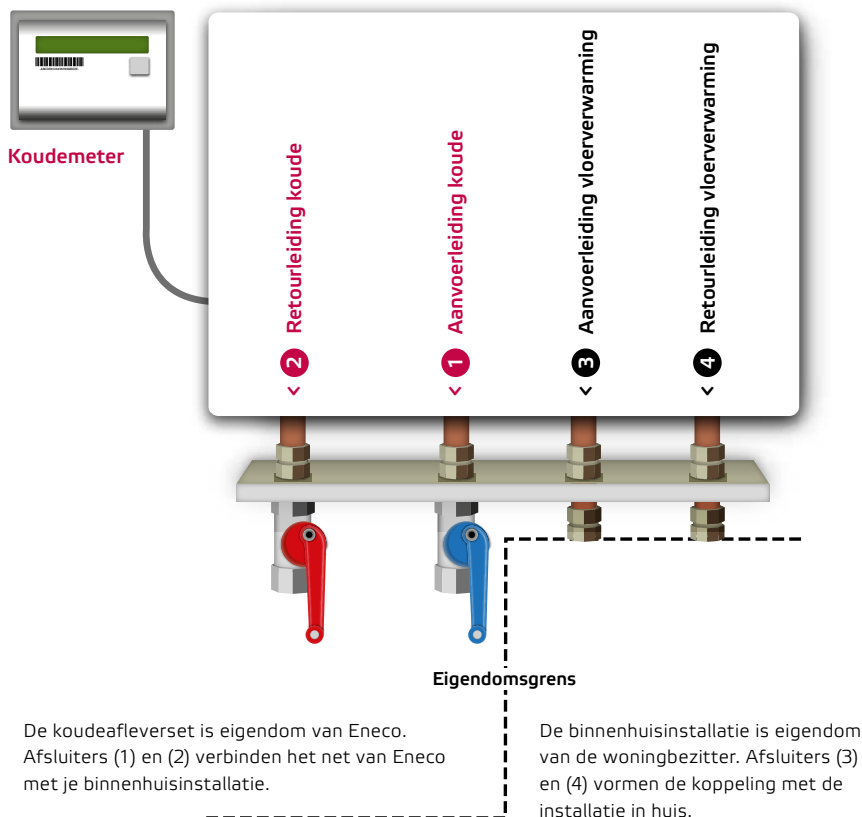 Koudemeter
2 Retourleiding koude
1 Aanvoerleiding koude
3 Aanvoerleiding vloerverwarming
4 Retourleiding vloerverwarming
Eigendomsgrens
De koudeafleverset is eigendom van Eneco.
Afsluiters (1) en (2) verbinden het net van Eneco
met je binnenhuisinstallatie.
De binnenhuisinstallatie is eigendom
van de woningbezitter. Afsluiters (3)
en (4) vormen de koppeling met de
installatie in huis.